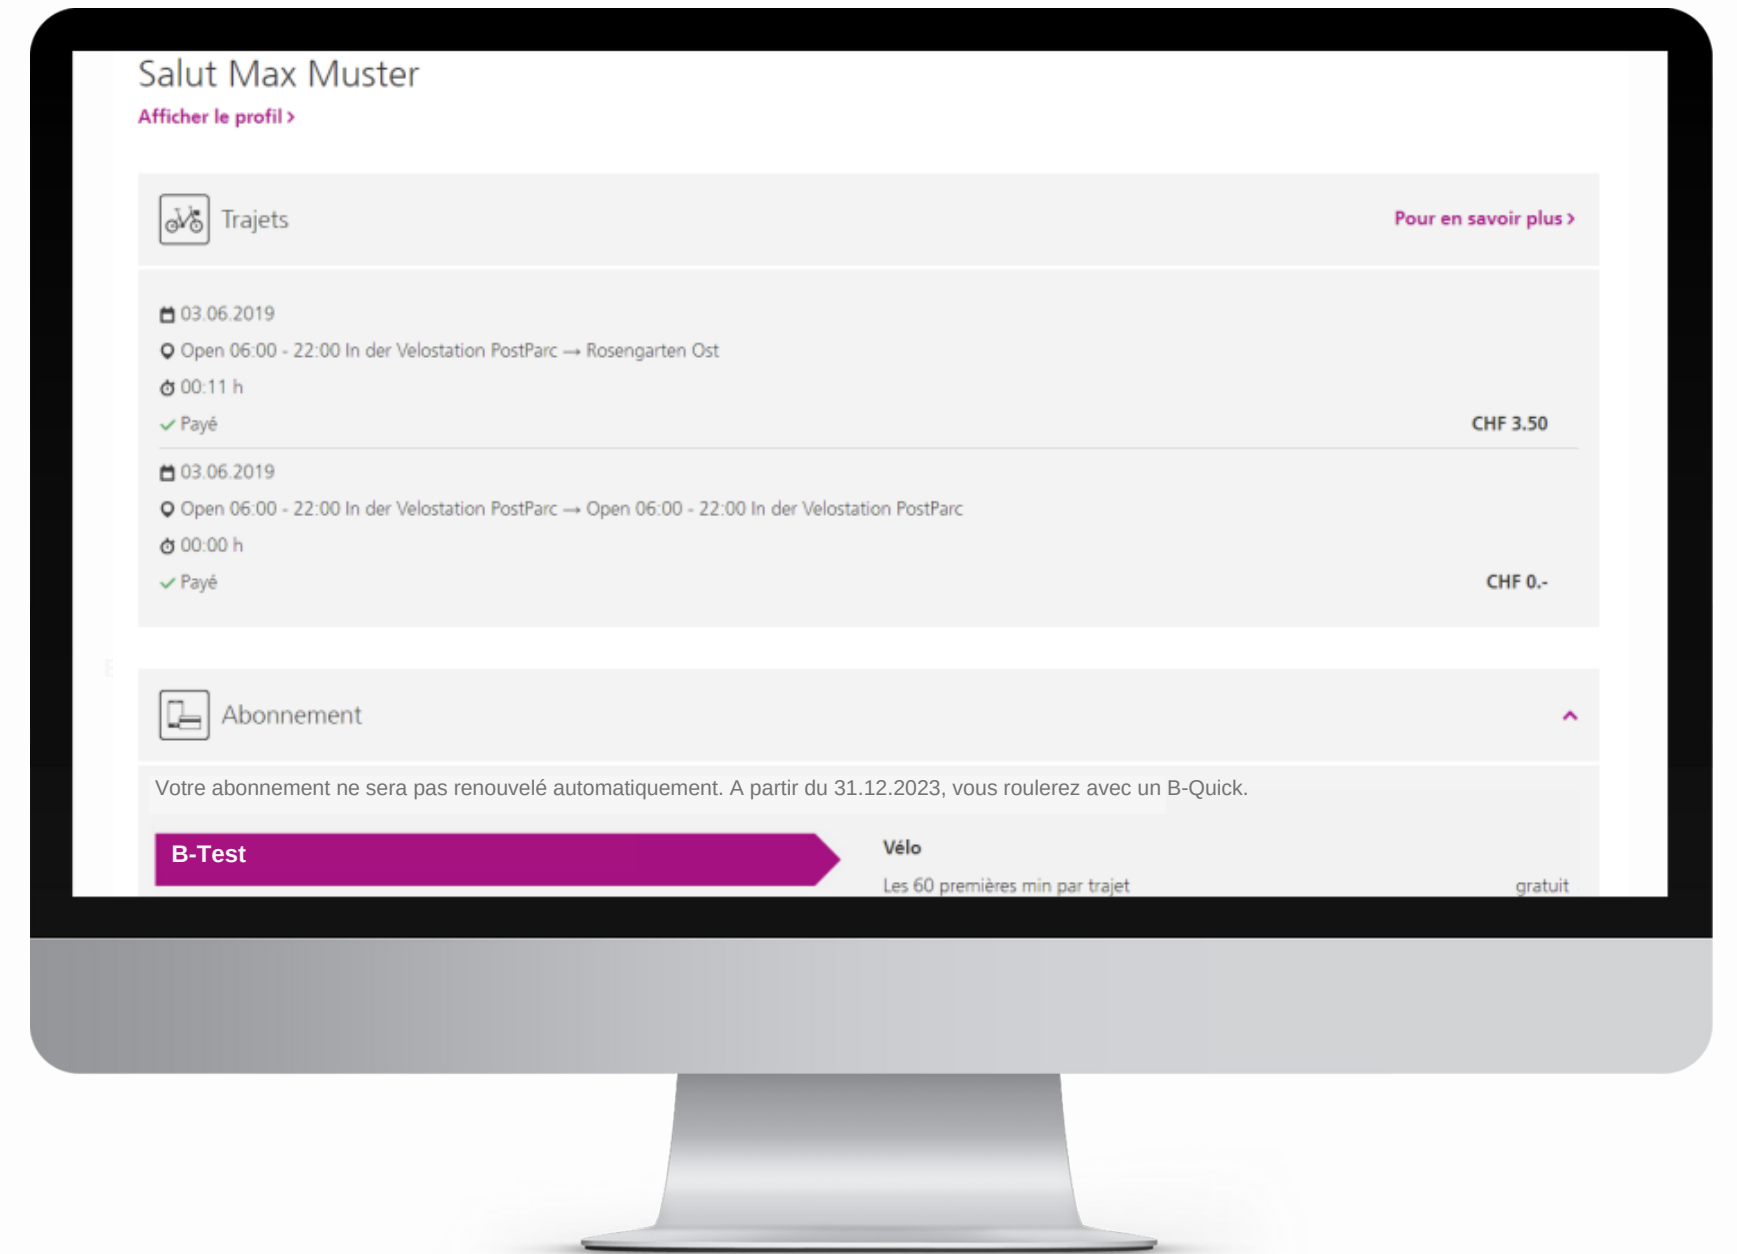 Salut Max Muster
Afficher le profil >
Trajets
Pour en savoir plus >
03.06.2019
Open 06:00 - 22:00 In der Velostation PostParc → Rosengarten Ost
00:11 h
Payé
CHF 3.50
03.06.2019
Open 06:00 - 22:00 In der Velostation PostParc → Open 06:00 - 22:00 In der Velostation PostParc
00:00 h
Payé
CHF 0.-
Abonnement
Votre abonnement ne sera pas renouvelé automatiquement. A partir du 31.12.2023, vous roulerez avec un B-Quick.
B-Test
Vélo
Les 60 premières min par trajet
gratuit